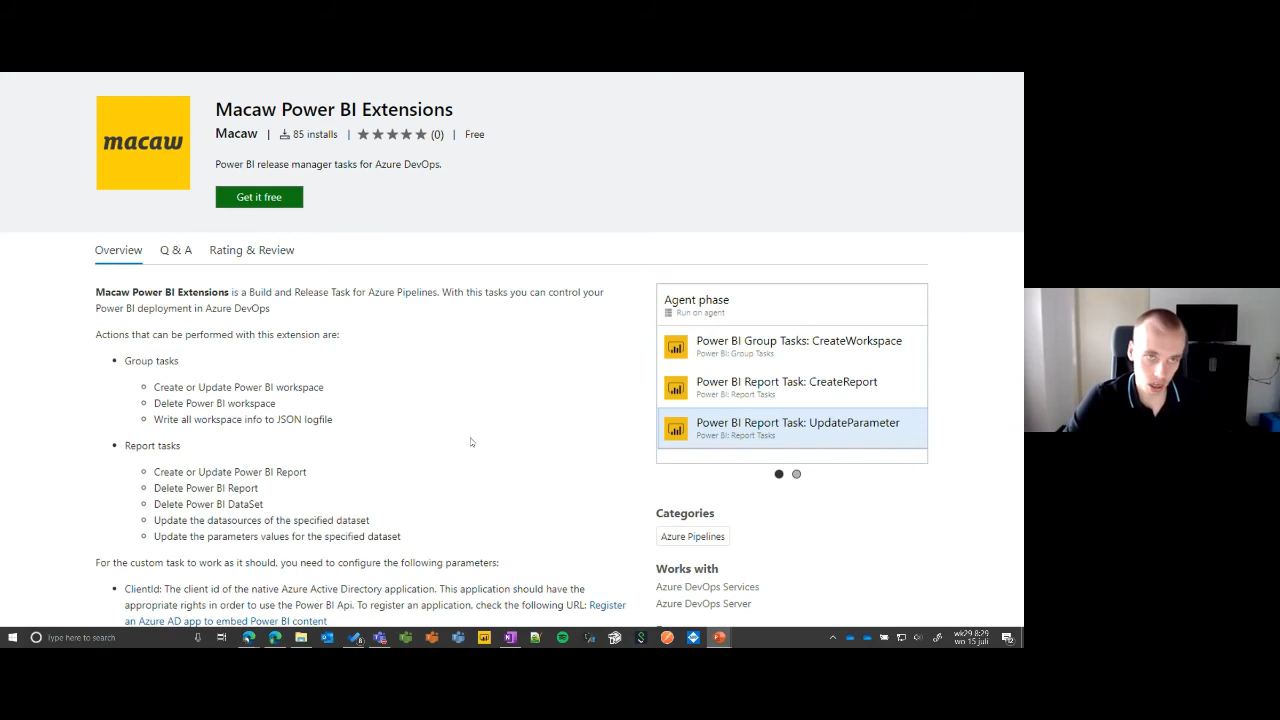 macaw
Macaw Power BI Extensions
Macaw | 85 installs | (0) | Free
Power BI release manager tasks for Azure DevOps.
Get it free
Overview Q & A Rating & Review
Macaw Power BI Extensions is a Build and Release Task for Azure Pipelines. With this tasks you can control your
Power BI deployment in Azure DevOps
Actions that can be performed with this extension are:
Group tasks
Create or Update Power BI workspace
Delete Power BI workspace
Write all workspace info to JSON logfile
Report tasks
Create or Update Power BI Report
Delete Power BI Report
Delete Power BI DataSet
Update the datasources of the specified dataset
Update the parameters values for the specified dataset
For the custom task to work as it should, you need to configure the following parameters:
ClientId: The client id of the native Azure Active Directory application. This application should have the
appropriate rights in order to use the Power BI Api. To register an application, check the following URL: Register
an Azure AD app to embed Power BI content
Agent phase
Run on agent
Power BI Group Tasks: CreateWorkspace
Power BI: Group Tasks
Power BI Report Task: CreateReport
Power BI: Report Tasks
Power BI Report Task: UpdateParameter
Power BI: Report Tasks
Categories
Azure Pipelines
Works with
Azure DevOps Services
Azure DevOps Server
Type here to search
wk29 8:29
wo 15 juli